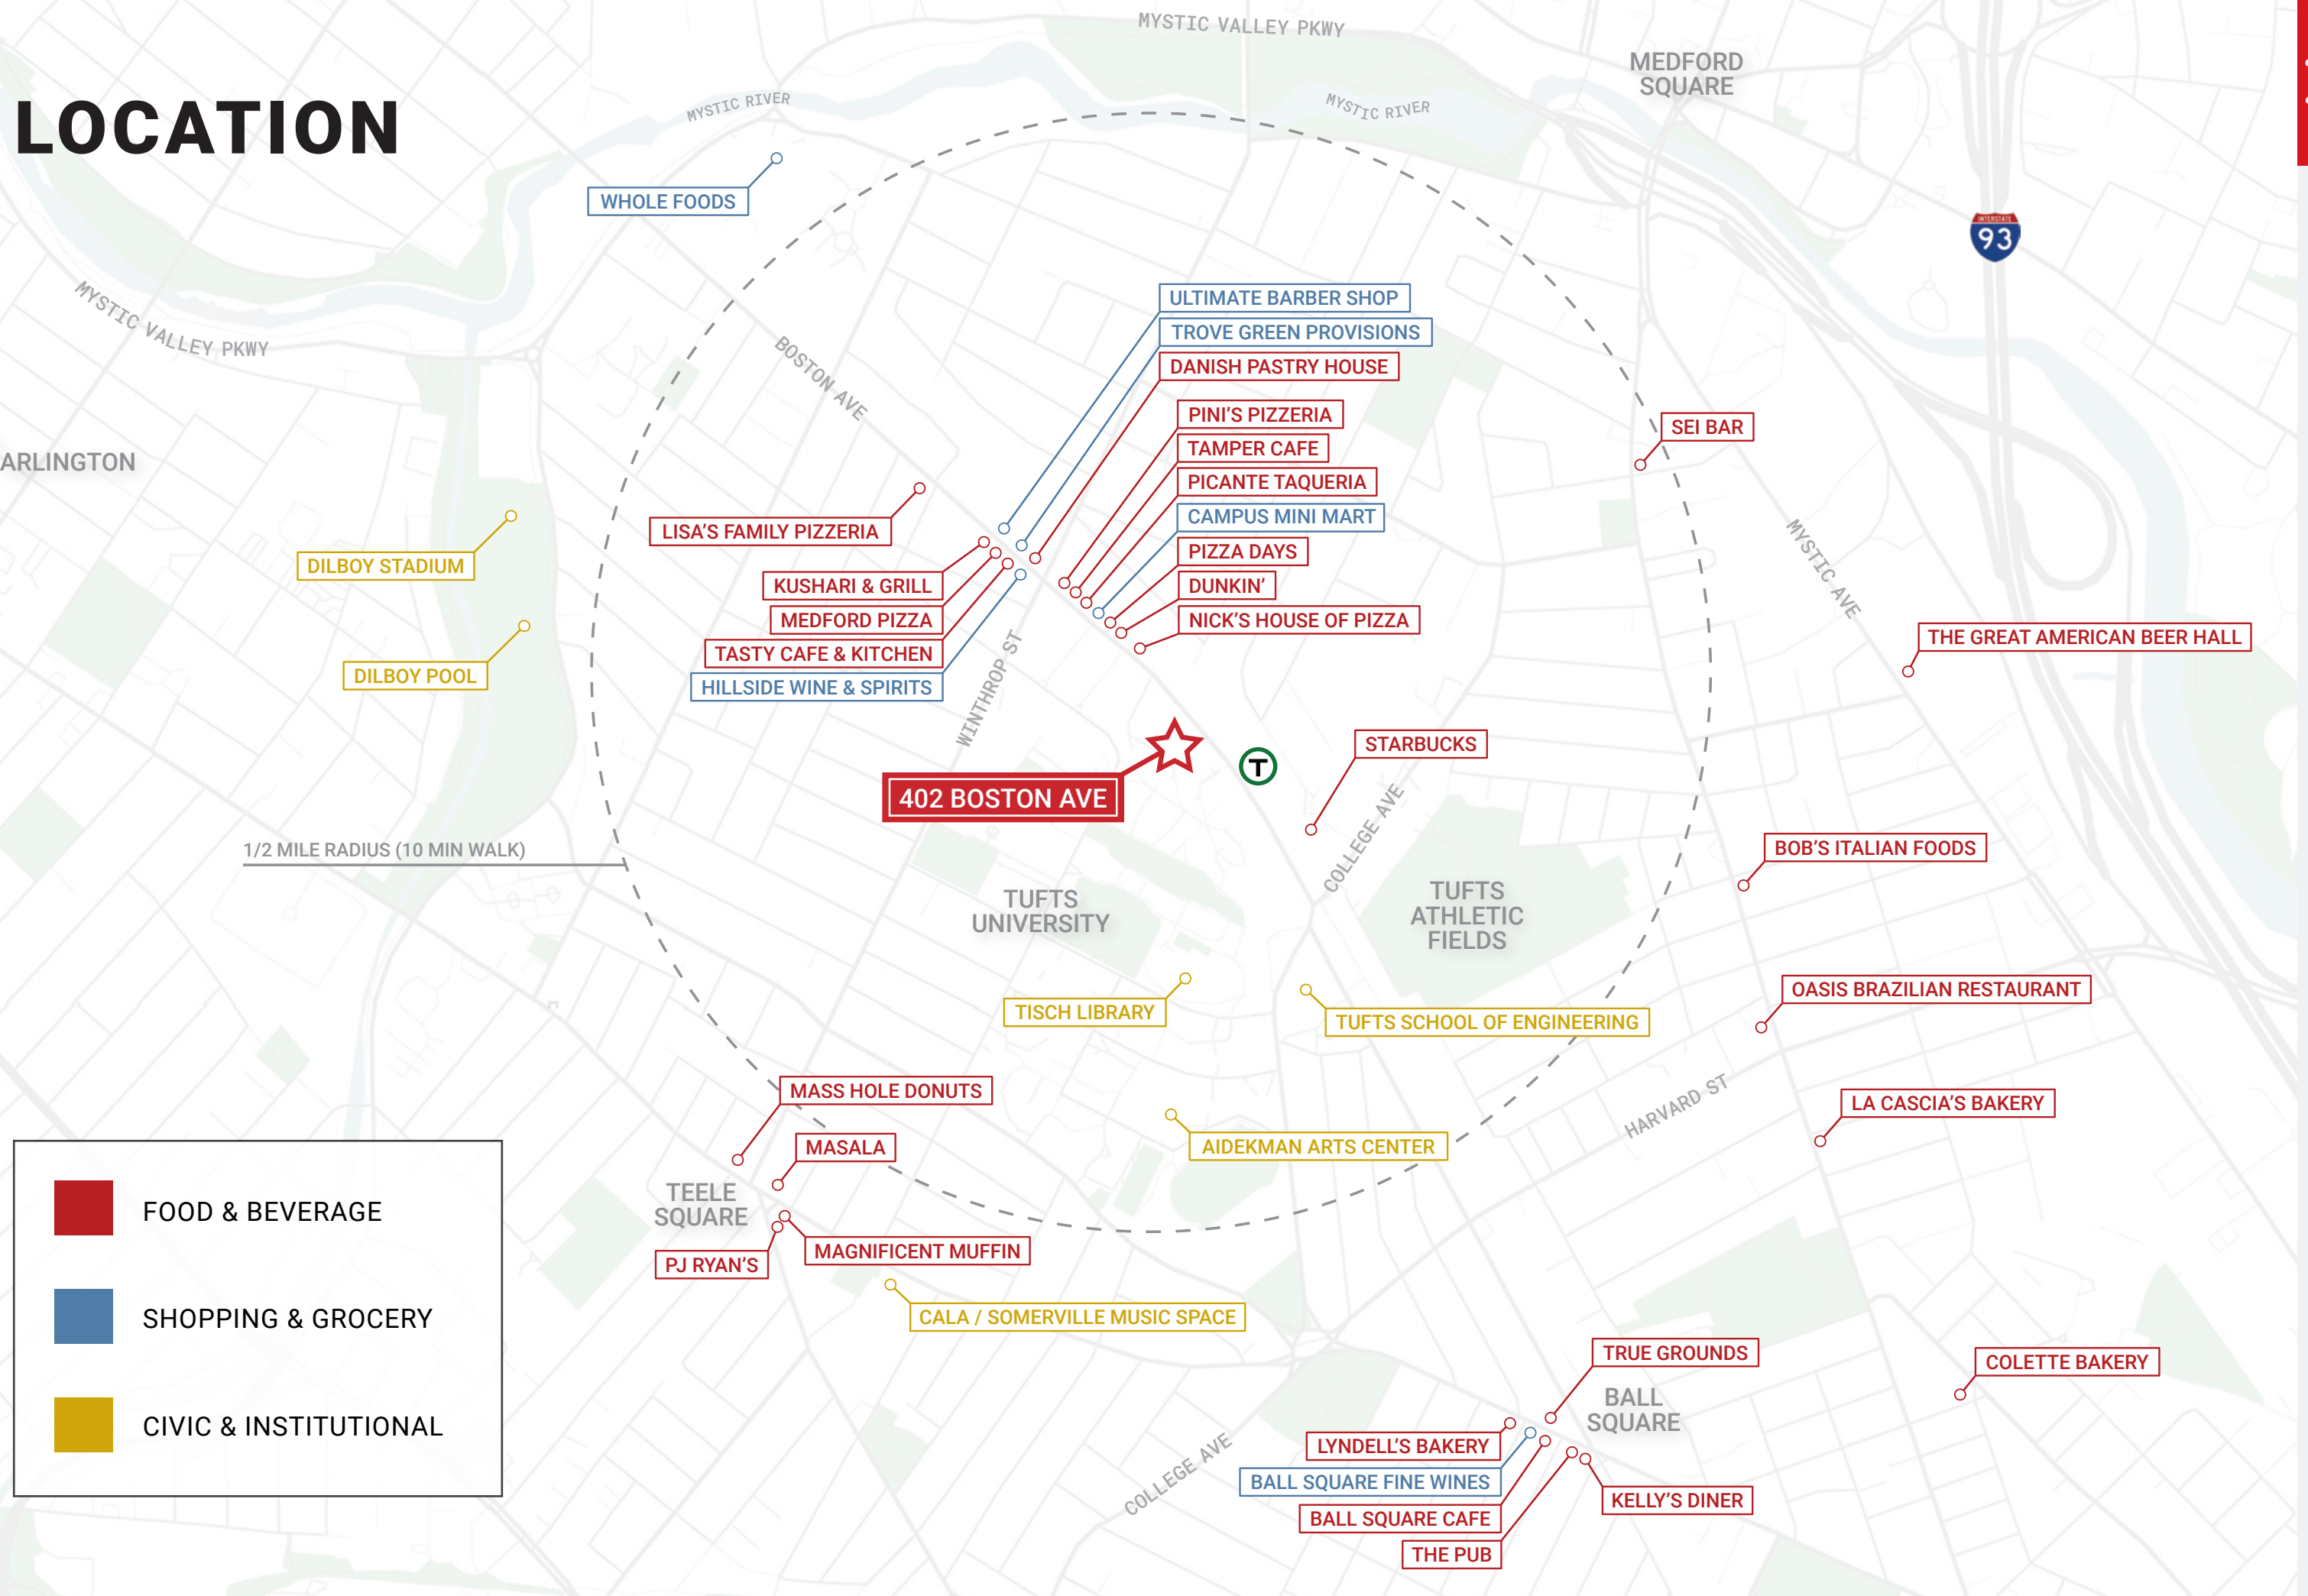 MYSTIC VALLEY PKWY
MEDFORD
SQUARE
LOCATION
MYSTIC RIVER
MYSTIC RIVER
WHOLE FOODS
INTERSTATE
93
MYSTIC VALLEY PKWY
BOSTON AVE
ULTIMATE BARBER SHOP
TROVE GREEN PROVISIONS
DANISH PASTRY HOUSE
PINI'S PIZZERIA
TAMPER CAFE
PICANTE TAQUERIA
CAMPUS MINI MART
PIZZA DAYS
DUNKIN'
NICK'S HOUSE OF PIZZA
SEI BAR
ARLINGTON
LISA'S FAMILY PIZZERIA
KUSHARI & GRILL
MEDFORD PIZZA
TASTY CAFE & KITCHEN
HILLSIDE WINE & SPIRITS
DILBOY STADIUM
DILBOY POOL
WINTHROP ST
MYSTIC AVE
THE GREAT AMERICAN BEER HALL
402 BOSTON AVE
T
STARBUCKS
COLLEGE AVE
BOB'S ITALIAN FOODS
1/2 MILE RADIUS (10 MIN WALK)
TUFTS
UNIVERSITY
TUFTS
ATHLETIC
FIELDS
TISCH LIBRARY
TUFTS SCHOOL OF ENGINEERING
OASIS BRAZILIAN RESTAURANT
MASS HOLE DONUTS
MASALA
AIDEKMAN ARTS CENTER
HARVARD ST
LA CASCIA'S BAKERY
TEELE
SQUARE
PJ RYAN'S
MAGNIFICENT MUFFIN
CALA / SOMERVILLE MUSIC SPACE
FOOD & BEVERAGE
SHOPPING & GROCERY
CIVIC & INSTITUTIONAL
TRUE GROUNDS
COLETTE BAKERY
BALL
SQUARE
LYNDELL'S BAKERY
BALL SQUARE FINE WINES
BALL SQUARE CAFE
THE PUB
KELLY'S DINER
COLLEGE AVE